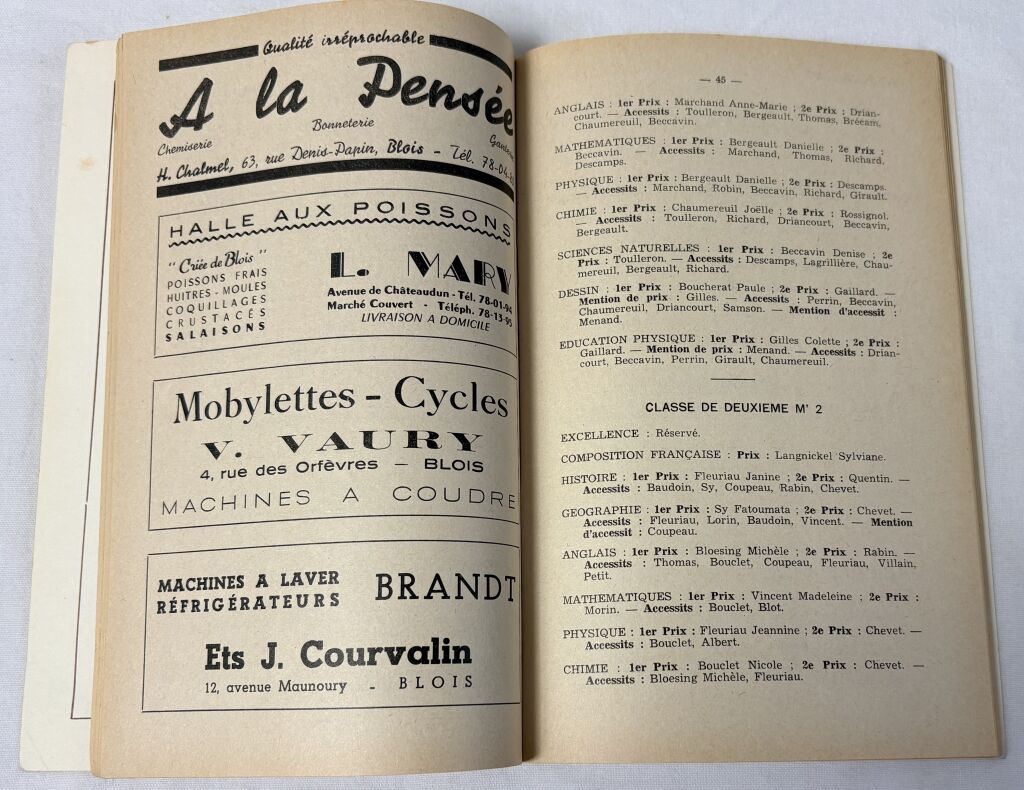 Qualité irréprochable
A la Pensée
Bonneterie
Chemiserie
H. Chalmel, 63, rue Denis-Papin, Blois - Tél. 78-04-
HALLE AUX POISSONS
"Criée de Blois"
POISSONS FRAIS
HUITRES - MOULES
COQUILLAGES
CRUSTACÉS
SALAISONS
L. MARY
Avenue de Châteaudun - Tél. 78-01-94
Marché Couvert - Téléph. 78-13-95
LIVRAISON A DOMICILE
Mobylettes - Cycles
V. VAURY
4, rue des Orfèvres — BLOIS
MACHINES A COUDRE
MACHINES A LAVER
RÉFRIGÉRATEURS
BRANDT
Ets J. Courvalin
12, avenue Maunoury - BLOIS
— 45 —
ANGLAIS : 1er Prix : Marchand Anne-Marie ; 2e Prix : Drian-
court. — Accessits : Toulleron, Bergeault, Thomas, Brécam,
Chaumereuil, Beccavin.
MATHEMATIQUES : 1er Prix : Bergeault Danielle ; 2e Prix :
Beccavin. — Accessits : Marchand, Thomas, Richard,
Descamps.
PHYSIQUE : 1er Prix : Bergeault Danielle ; 2e Prix : Descamps.
— Accessits : Marchand, Robin, Beccavin, Richard, Girault.
CHIMIE : 1er Prix : Chaumereuil Joëlle ; 2e Prix : Rossignol.
— Accessits : Toulleron, Richard, Driancourt, Beccavin,
Bergeault.
SCIENCES NATURELLES : 1er Prix : Beccavin Denise ; 2e
Prix : Toulleron. — Accessits : Descamps, Lagrillière, Chau-
mereuil, Bergeault, Richard.
DESSIN : 1er Prix : Boucherat Paule ; 2e Prix : Gaillard. —
Mention de prix : Gilles. — Accessits : Perrin, Beccavin,
Chaumereuil, Driancourt, Samson. — Mention d'accessit :
Menand.
EDUCATION PHYSIQUE : 1er Prix : Gilles Colette ; 2e Prix :
Gaillard. — Mention de prix : Menand. — Accessits : Drian-
court, Beccavin, Perrin, Girault, Chaumereuil.
CLASSE DE DEUXIEME M' 2
EXCELLENCE : Réservé.
COMPOSITION FRANÇAISE : Prix : Langnickel Sylviane.
HISTOIRE : 1er Prix : Fleuriau Janine ; 2e Prix : Quentin. —
Accessits : Baudoin, Sy, Coupeau, Rabin, Chevet.
GEOGRAPHIE : 1er Prix : Sy Fatoumata ; 2e Prix : Chevet. —
Accessits : Fleuriau, Lorin, Baudoin, Vincent. — Mention
d'accessit : Coupeau.
ANGLAIS : 1er Prix : Bloesing Michèle ; 2e Prix : Rabin. —
Accessits : Thomas, Bouclet, Coupeau, Fleuriau, Villain,
Petit.
MATHEMATIQUES : 1er Prix : Vincent Madeleine ; 2e Prix :
Morin. — Accessits : Bouclet, Blot.
PHYSIQUE : 1er Prix : Fleuriau Jeannine ; 2e Prix : Chevet. —
Accessits : Bouclet, Albert.
CHIMIE : 1er Prix : Bouclet Nicole ; 2e Prix : Chevet. —
Accessits : Bloesing Michèle, Fleuriau.